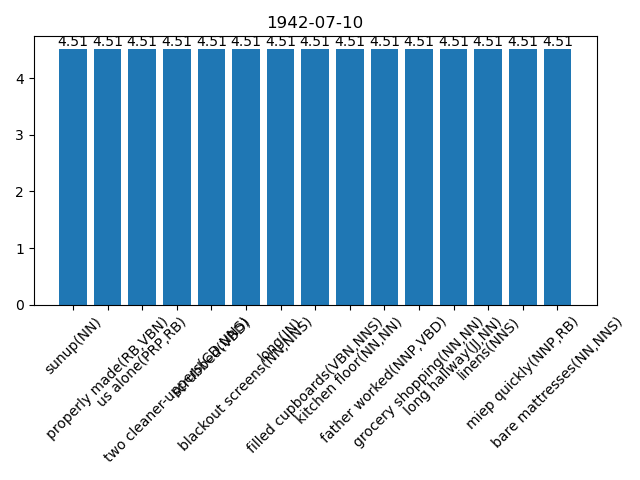 1942-07-10
4.51 4.51 4.51 4.51 4.51 4.51 4.51 4.51 4.51 4.51 4.51 4.51 4.51 4.51 4.51
4
3
2
1
0
sunup(NN)
properly made(RB,VBN)
us alone(PRP,RB)
two cleaner-uppers(CD,NNS)
scrubbed(VBD)
blackout screens(NN,NNS)
long(IN)
filled cupboards(VBN,NNS)
kitchen floor(NN,NN)
father worked(NNP,VBD)
grocery shopping(NN,NN)
long hallway(JJ,NN)
linens(NNS)
miep quickly(NNP,RB)
bare mattresses(NN,NNS)